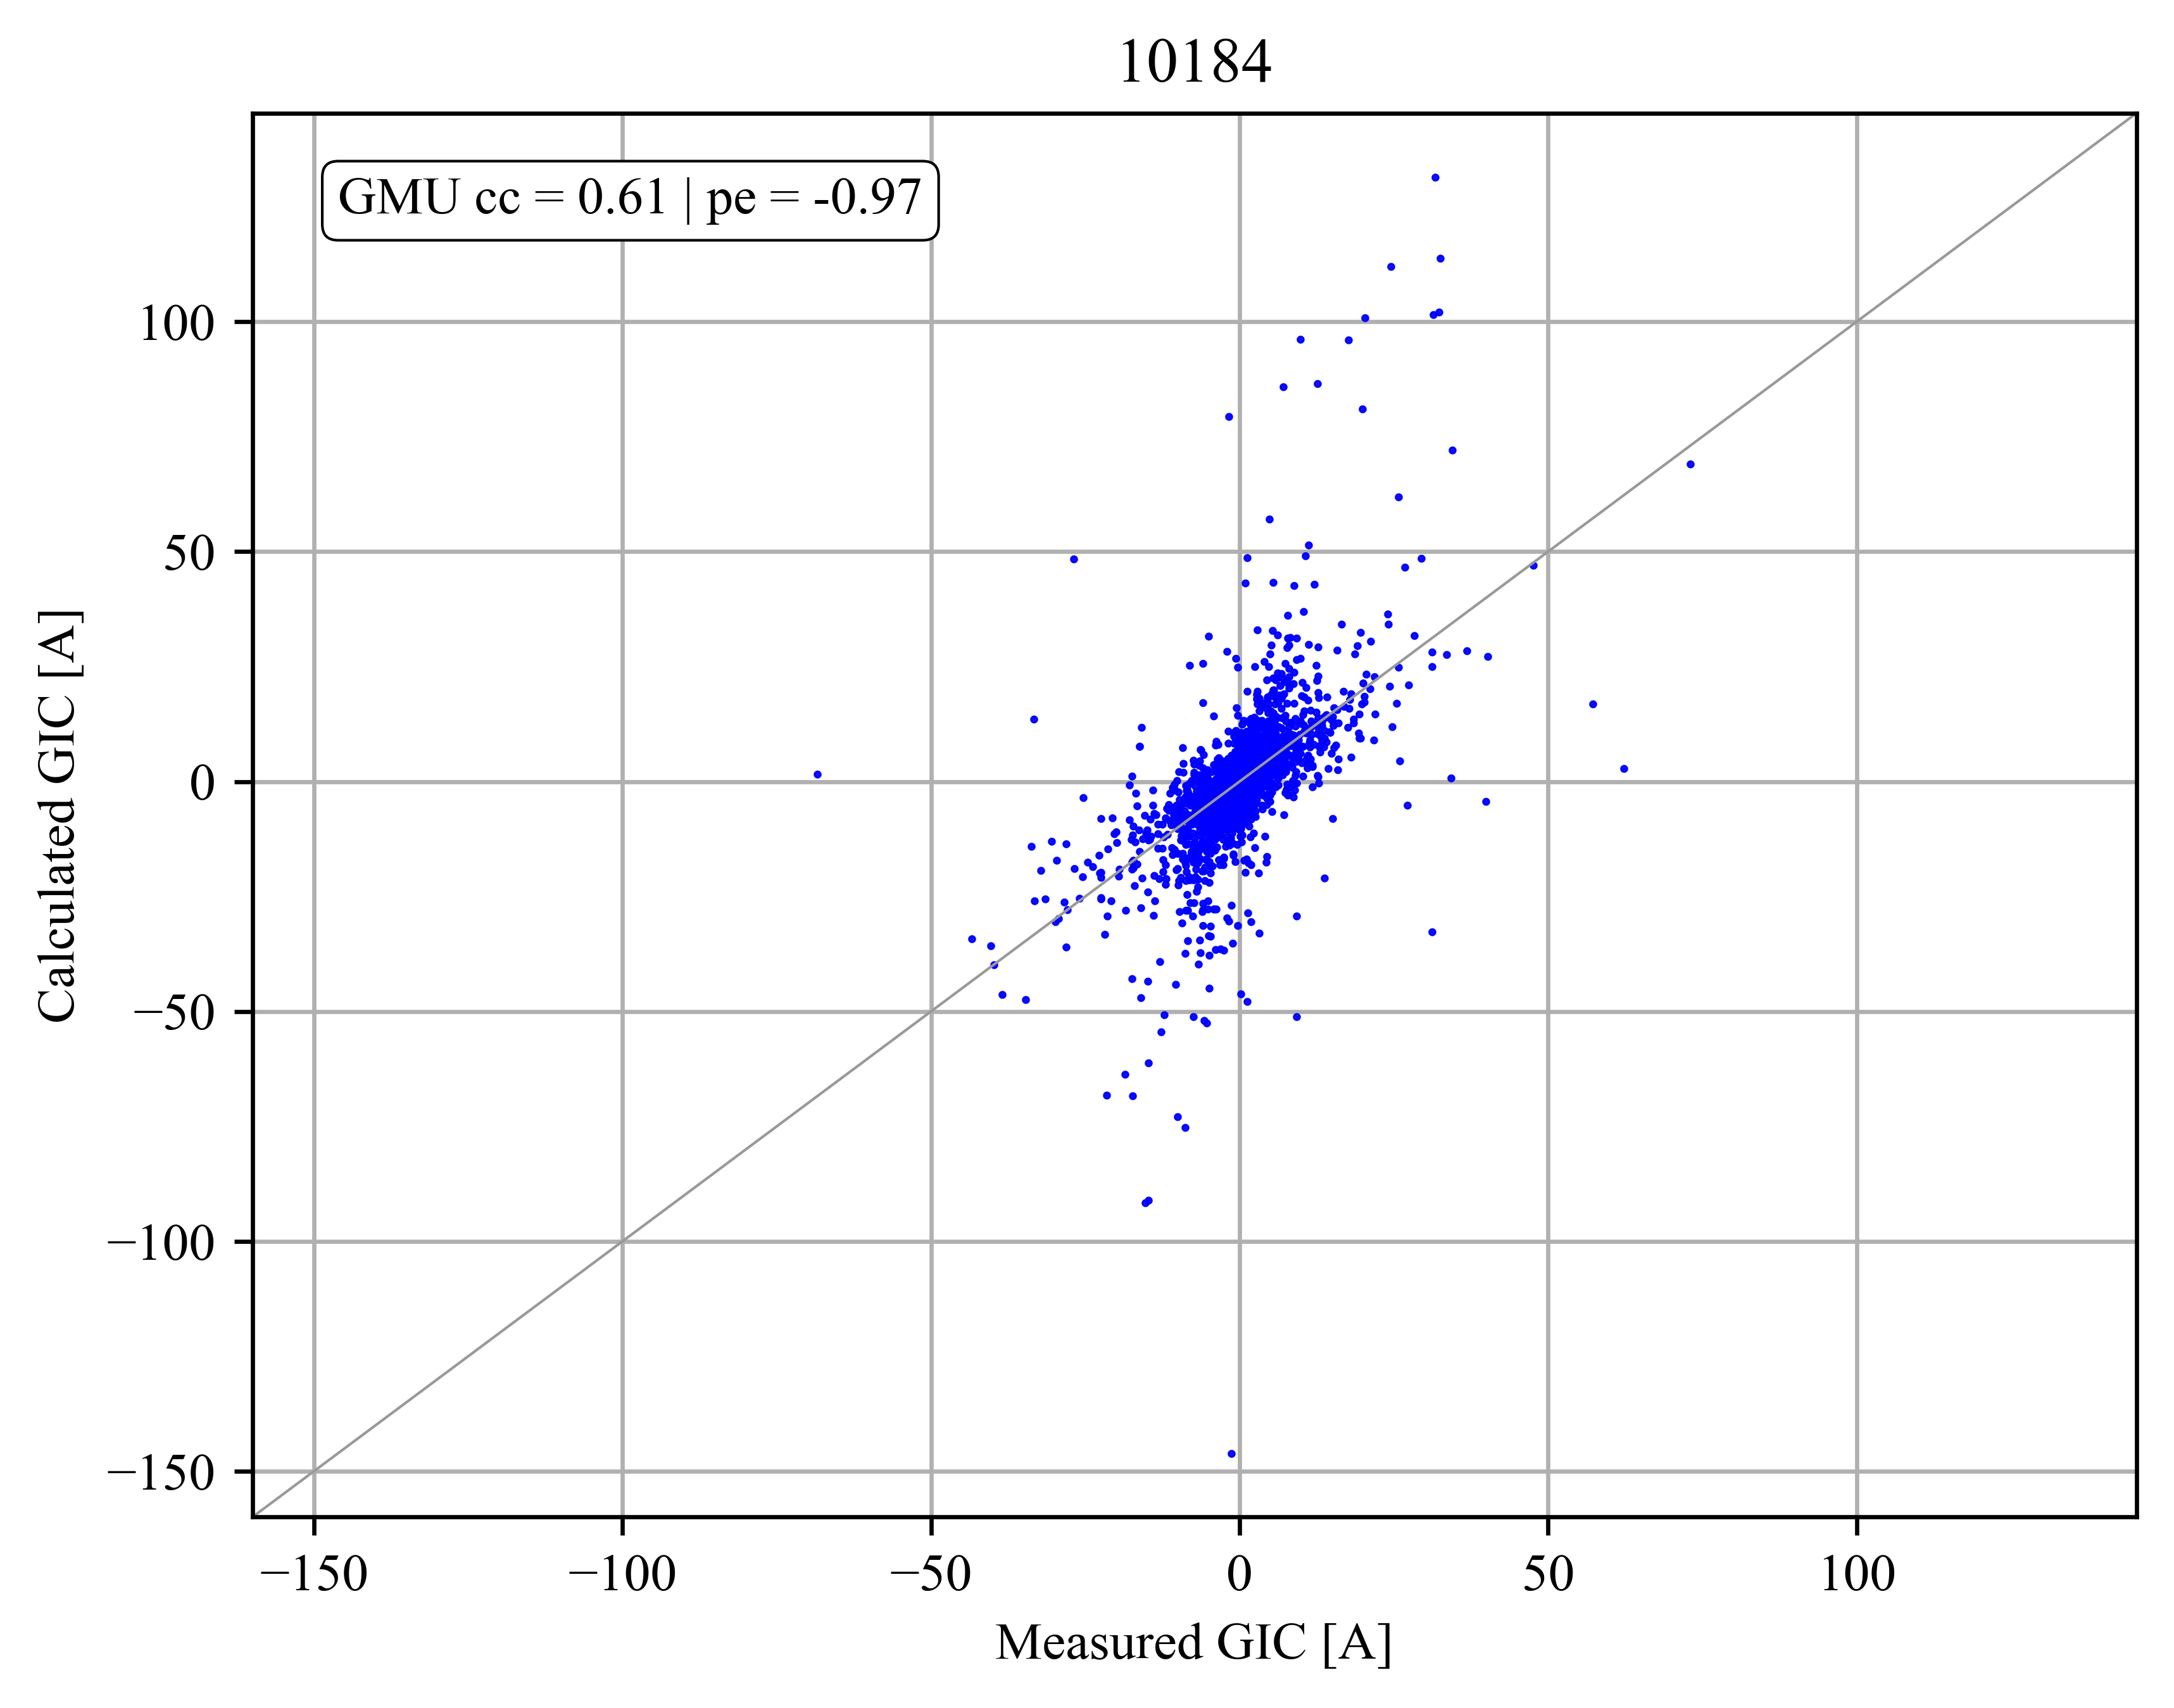 10184
GMU cc = 0.61 | pe = -0.97
Calculated GIC [A]
100
50
0
−50
−100
−150
−150 −100 −50 0 50 100
Measured GIC [A]